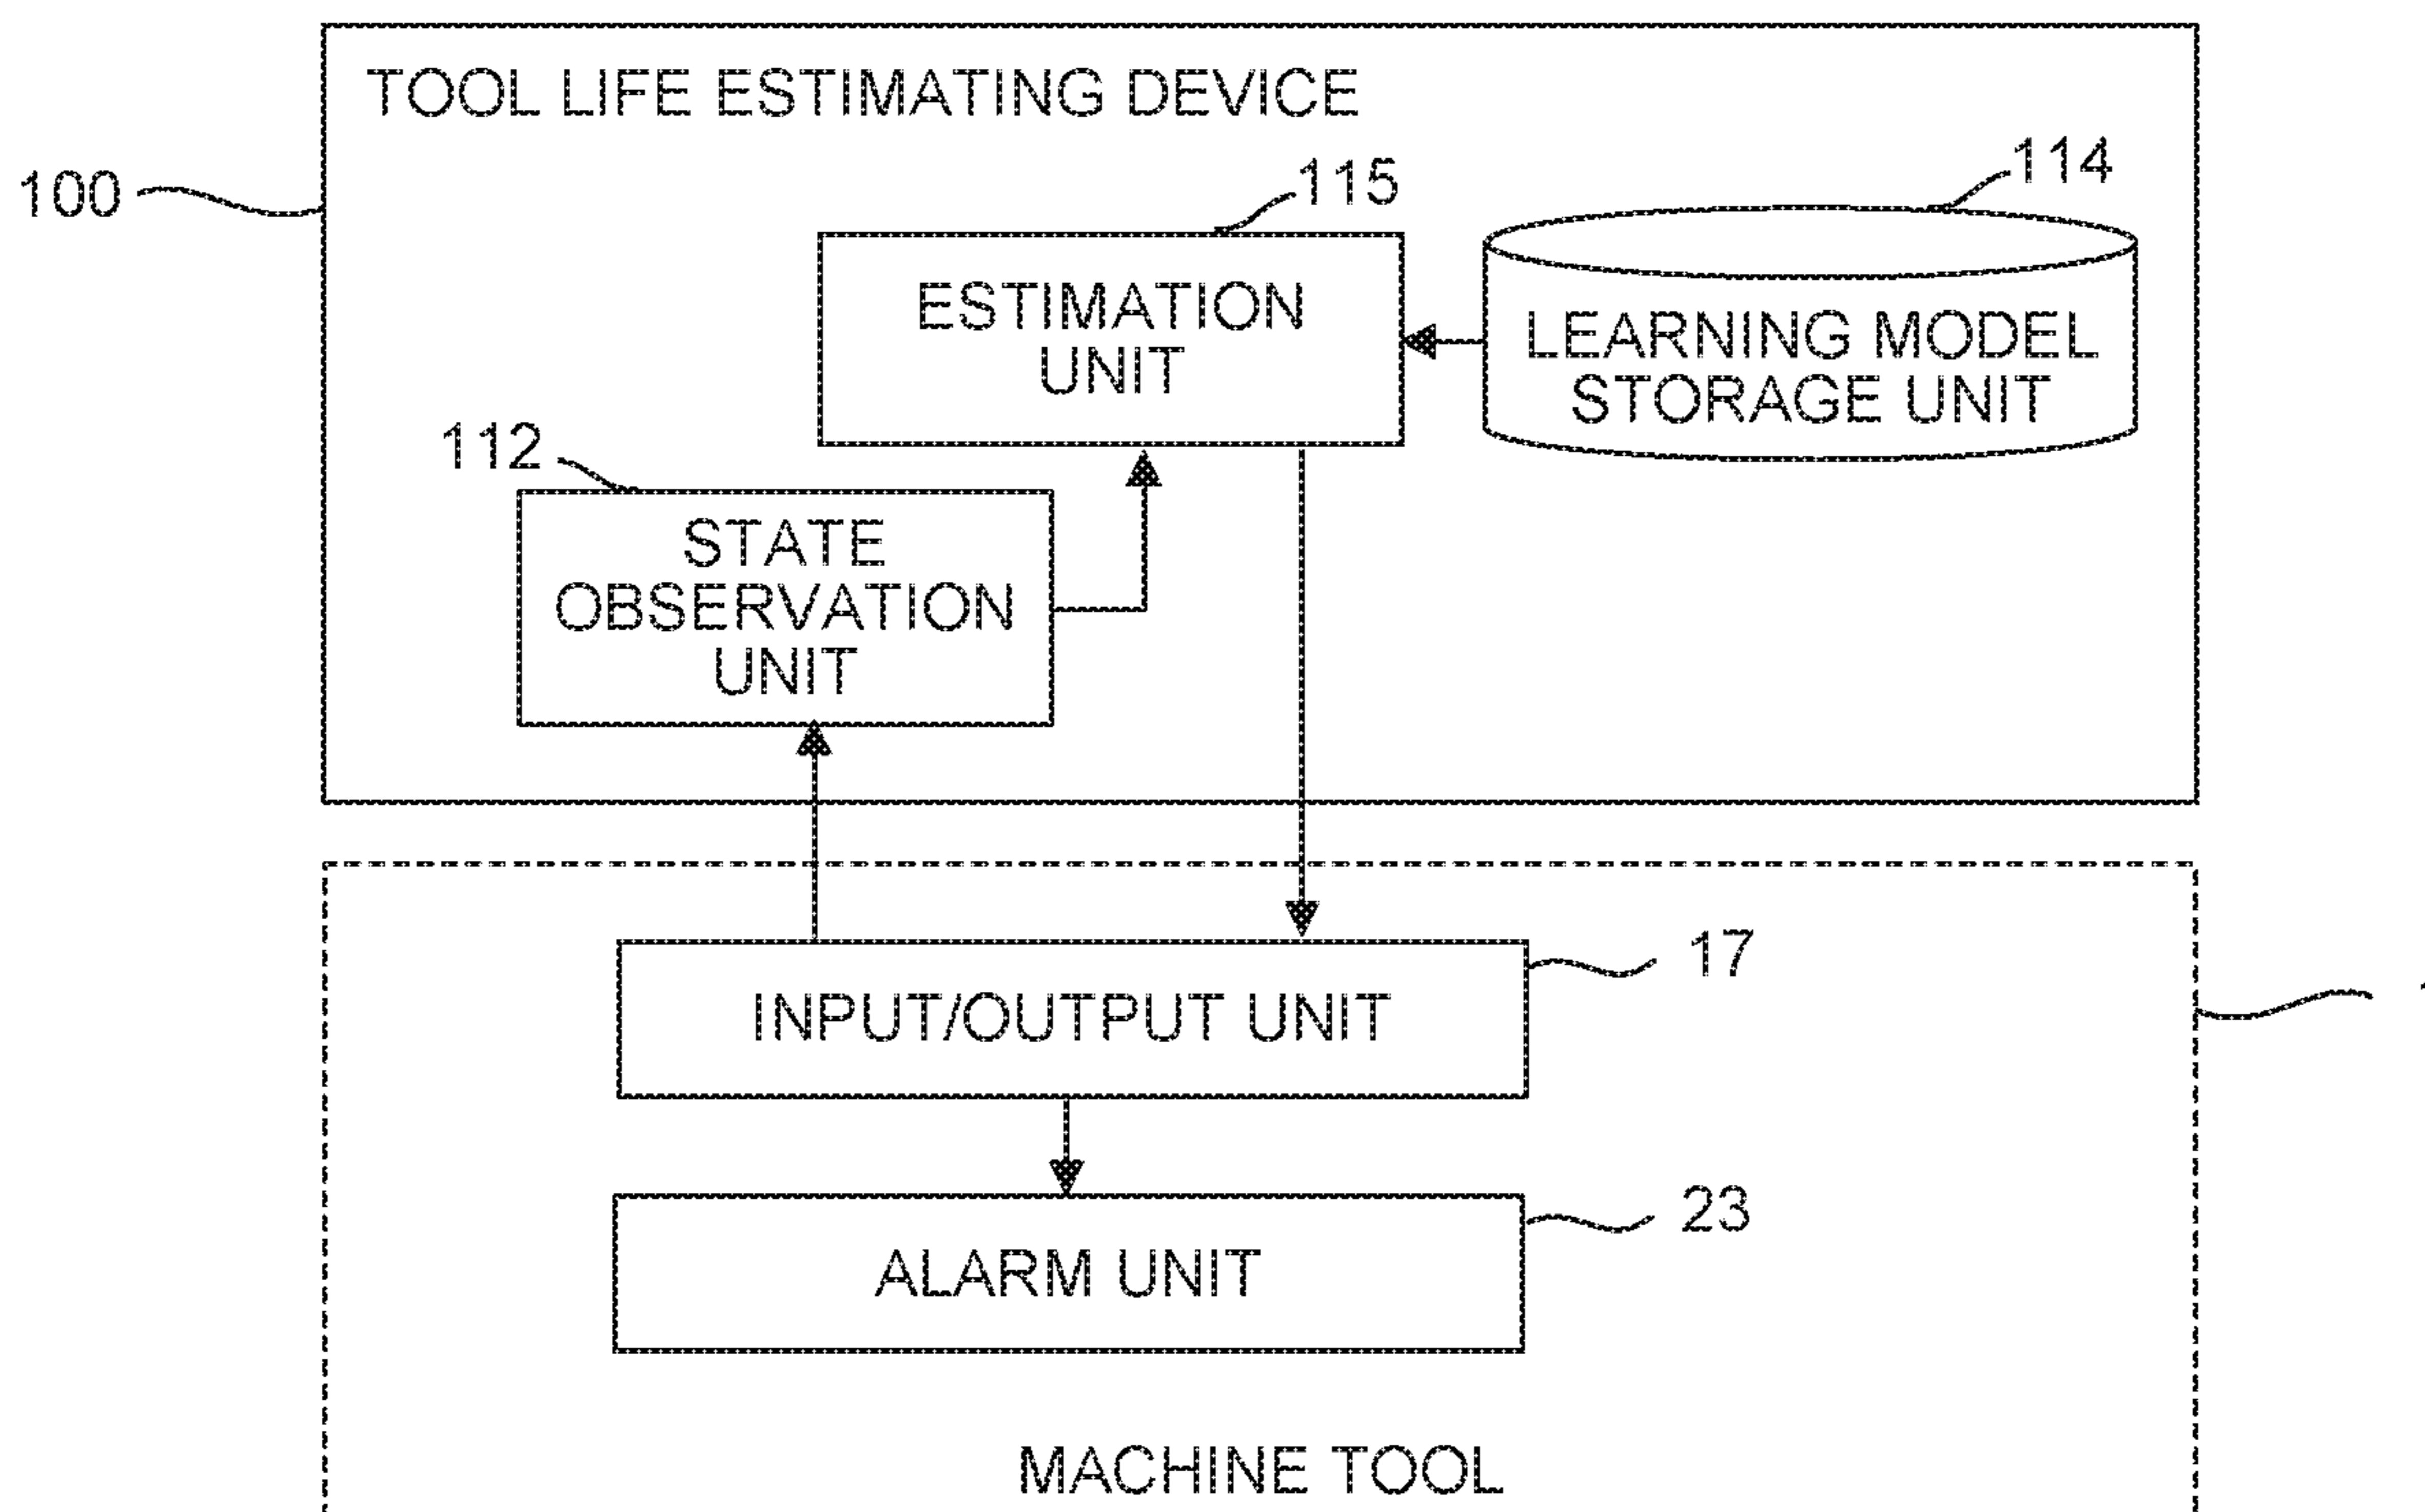 TOOL LIFE ESTIMATING DEVICE
100
115
114
ESTIMATION
UNIT
LEARNING MODEL
STORAGE UNIT
112
STATE
OBSERVATION
UNIT
17
INPUT/OUTPUT UNIT
23
ALARM UNIT
MACHINE TOOL